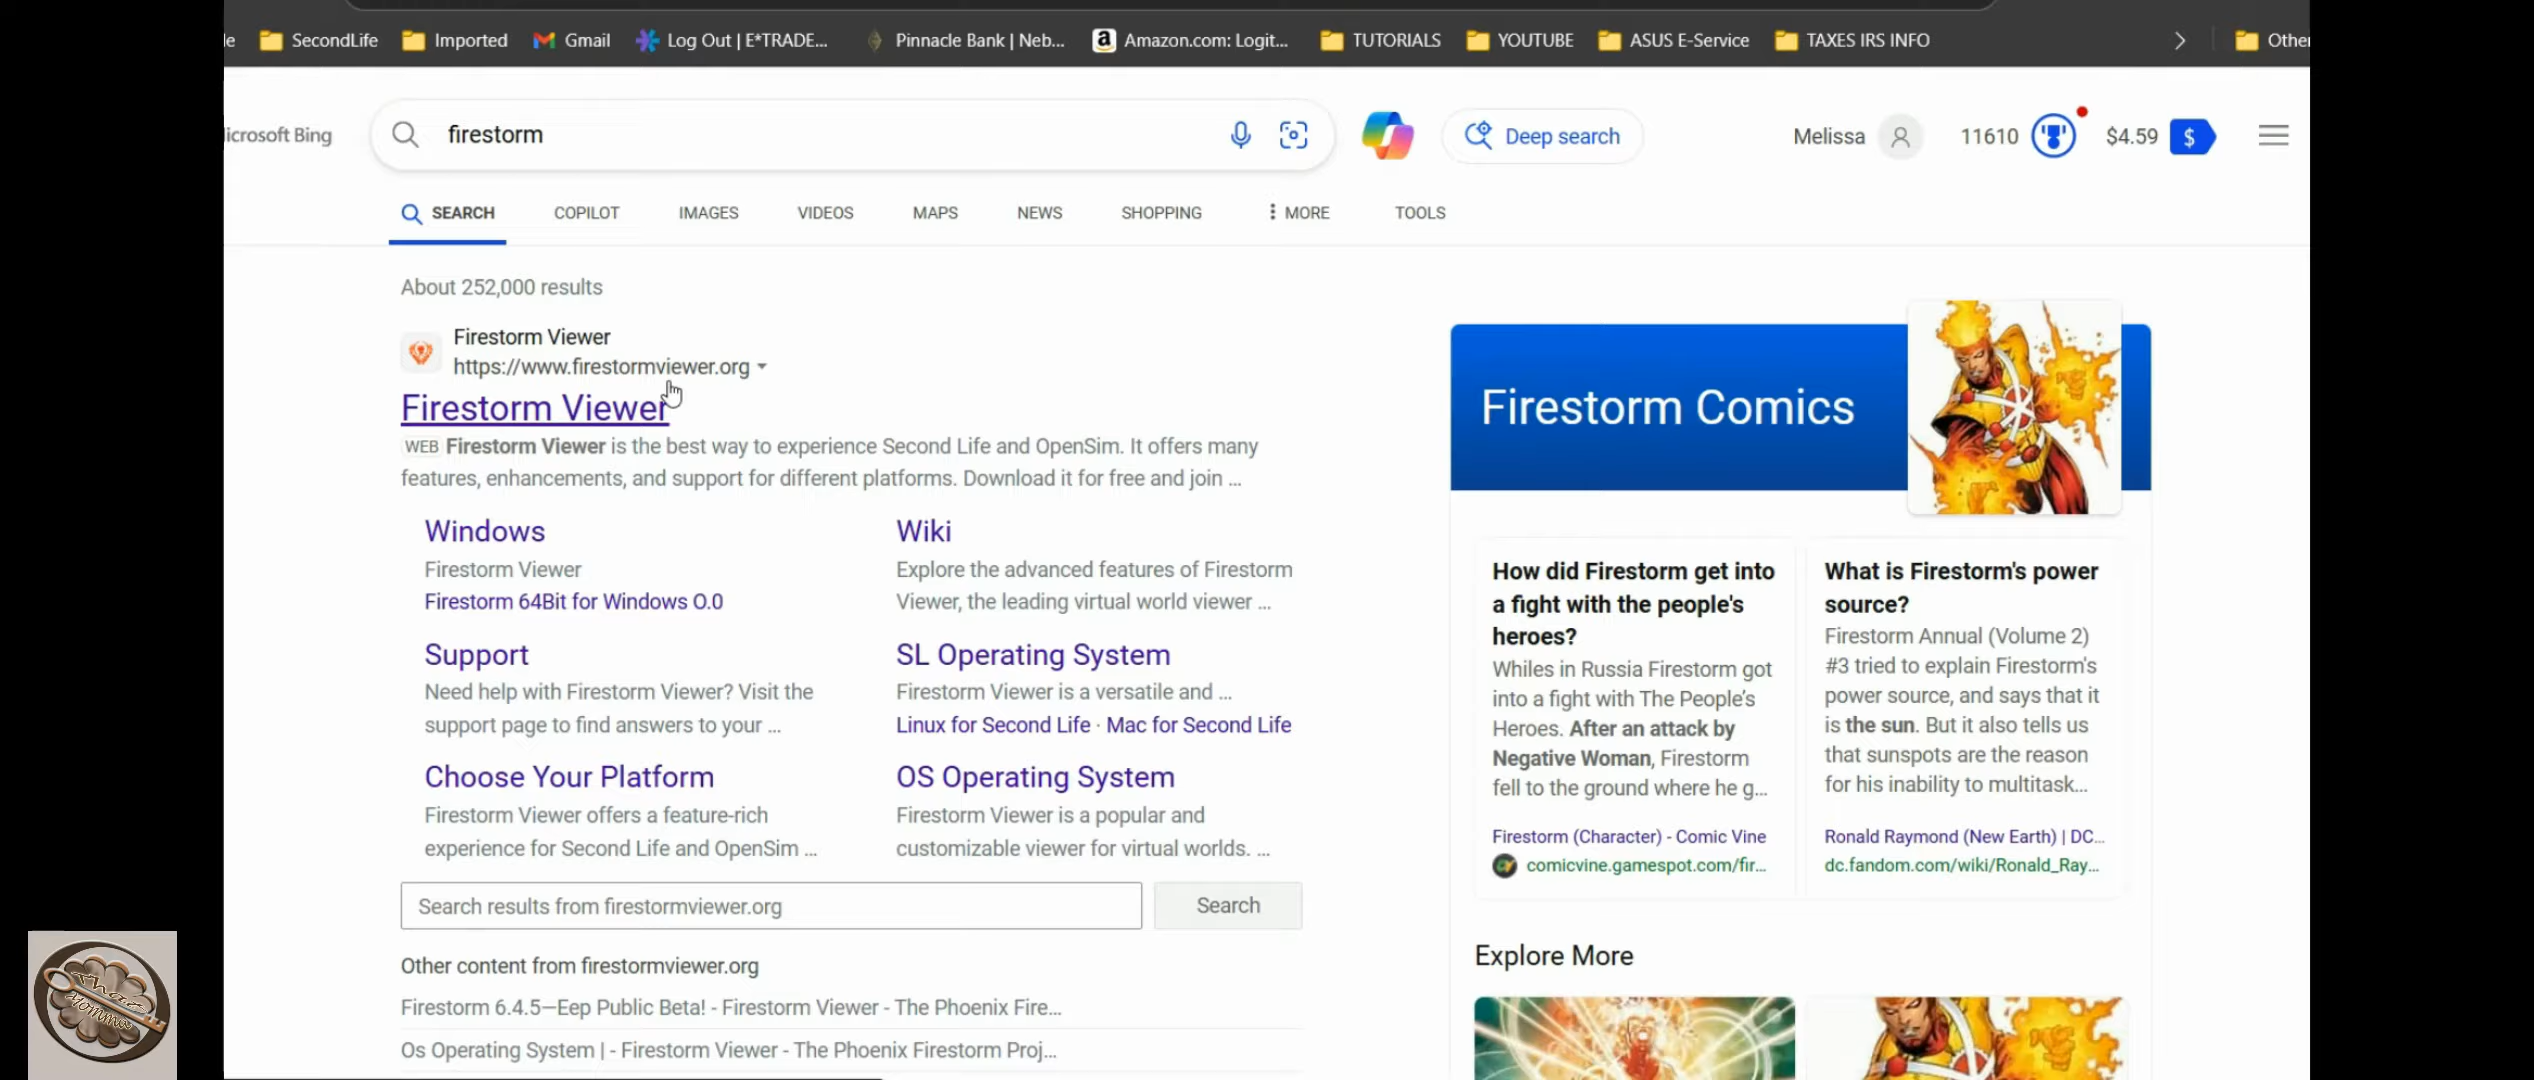 le SecondLife Imported Gmail Log Out | E*TRADE... Pinnacle Bank | Neb... Amazon.com: Logit... TUTORIALS YOUTUBE ASUS E-Service TAXES IRS INFO Other
icrosoft Bing firestorm Deep search Melissa 11610 $4.59 $
SEARCH COPILOT IMAGES VIDEOS MAPS NEWS SHOPPING MORE TOOLS
About 252,000 results
Firestorm Viewer
https://www.firestormviewer.org
Firestorm Viewer
WEB Firestorm Viewer is the best way to experience Second Life and OpenSim. It offers many
features, enhancements, and support for different platforms. Download it for free and join ...
Windows
Firestorm Viewer
Firestorm 64Bit for Windows O.0
Wiki
Explore the advanced features of Firestorm
Viewer, the leading virtual world viewer ...
Support
Need help with Firestorm Viewer? Visit the
support page to find answers to your ...
SL Operating System
Firestorm Viewer is a versatile and ...
Linux for Second Life · Mac for Second Life
Choose Your Platform
Firestorm Viewer offers a feature-rich
experience for Second Life and OpenSim ...
OS Operating System
Firestorm Viewer is a popular and
customizable viewer for virtual worlds. ...
Search results from firestormviewer.org Search
Other content from firestormviewer.org
Firestorm 6.4.5—Eep Public Beta! - Firestorm Viewer - The Phoenix Fire...
Os Operating System | - Firestorm Viewer - The Phoenix Firestorm Proj...
Firestorm Comics
How did Firestorm get into
a fight with the people's
heroes?
Whiles in Russia Firestorm got
into a fight with The People's
Heroes. After an attack by
Negative Woman, Firestorm
fell to the ground where he g...
Firestorm (Character) - Comic Vine
comicvine.gamespot.com/fir...
What is Firestorm's power
source?
Firestorm Annual (Volume 2)
#3 tried to explain Firestorm's
power source, and says that it
is the sun. But it also tells us
that sunspots are the reason
for his inability to multitask...
Ronald Raymond (New Earth) | DC...
dc.fandom.com/wiki/Ronald_Ray...
Explore More
Thaz
Momma